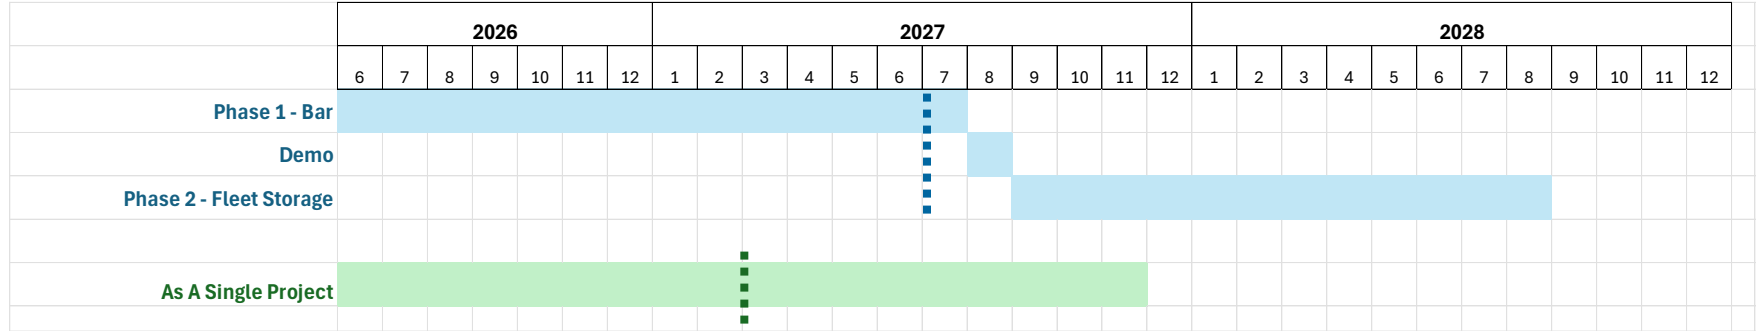 2026 2027 2028
6 7 8 9 10 11 12 1 2 3 4 5 6 7 8 9 10 11 12 1 2 3 4 5 6 7 8 9 10 11 12
Phase 1 - Bar
Demo
Phase 2 - Fleet Storage
As A Single Project